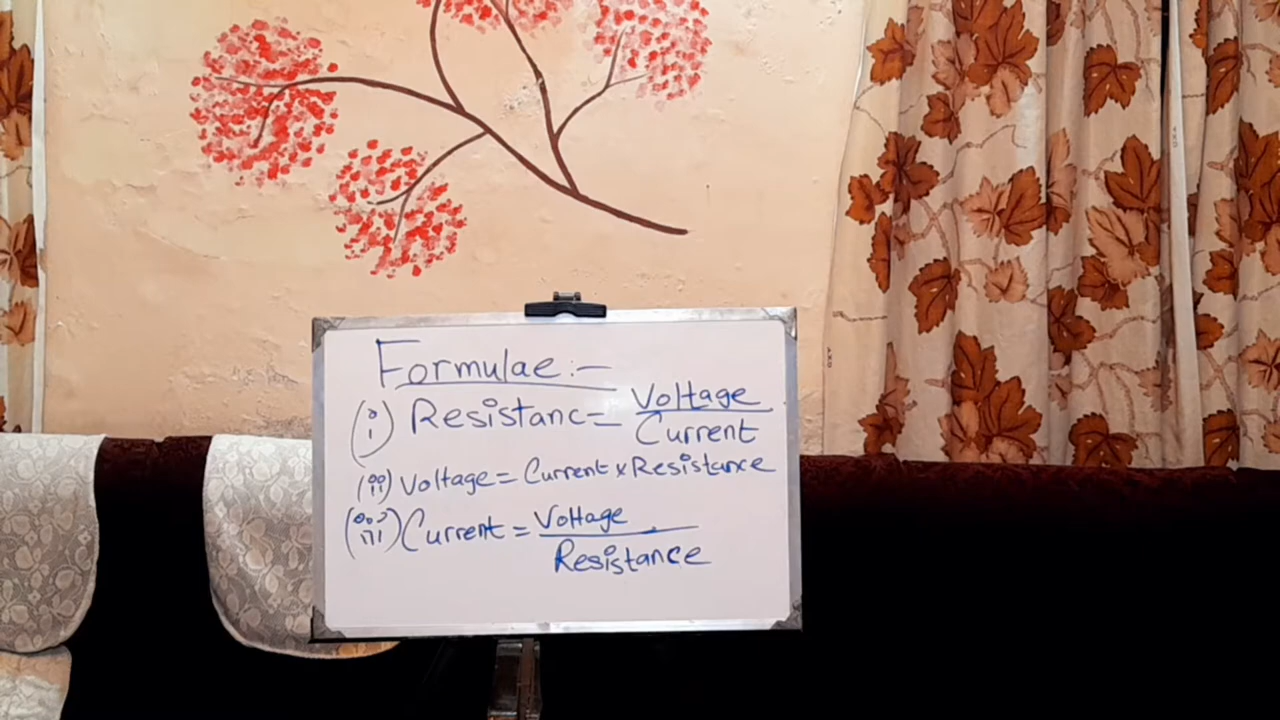 Formulae:-
(i) Resistanc = Voltage / Current
(ii) Voltage = Current x Resistance
(iii) Current = Voltage / Resistance